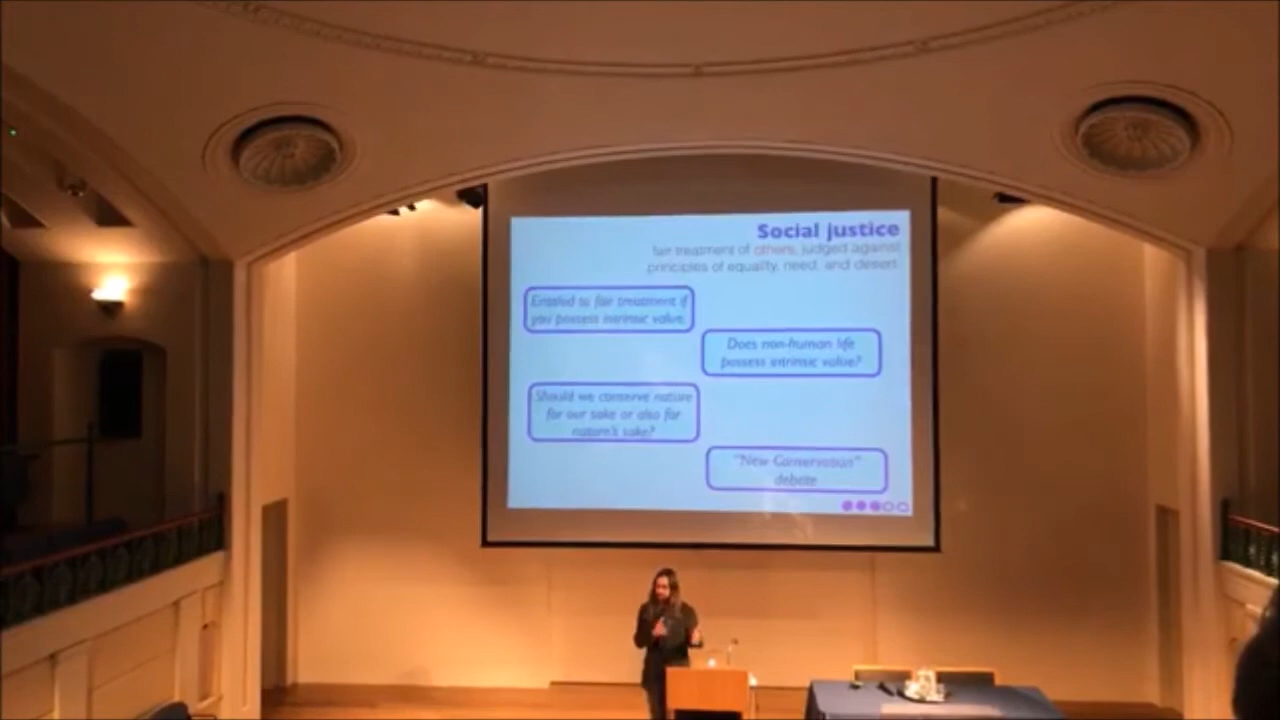 Social justice
fair treatment of others, judged against
principles of equality, need, and desert.
Entitled to fair treatment if
you possess intrinsic value.
Does non-human life
possess intrinsic value?
Should we conserve nature
for our sake or also for
nature's sake?
"New Conservation"
debate